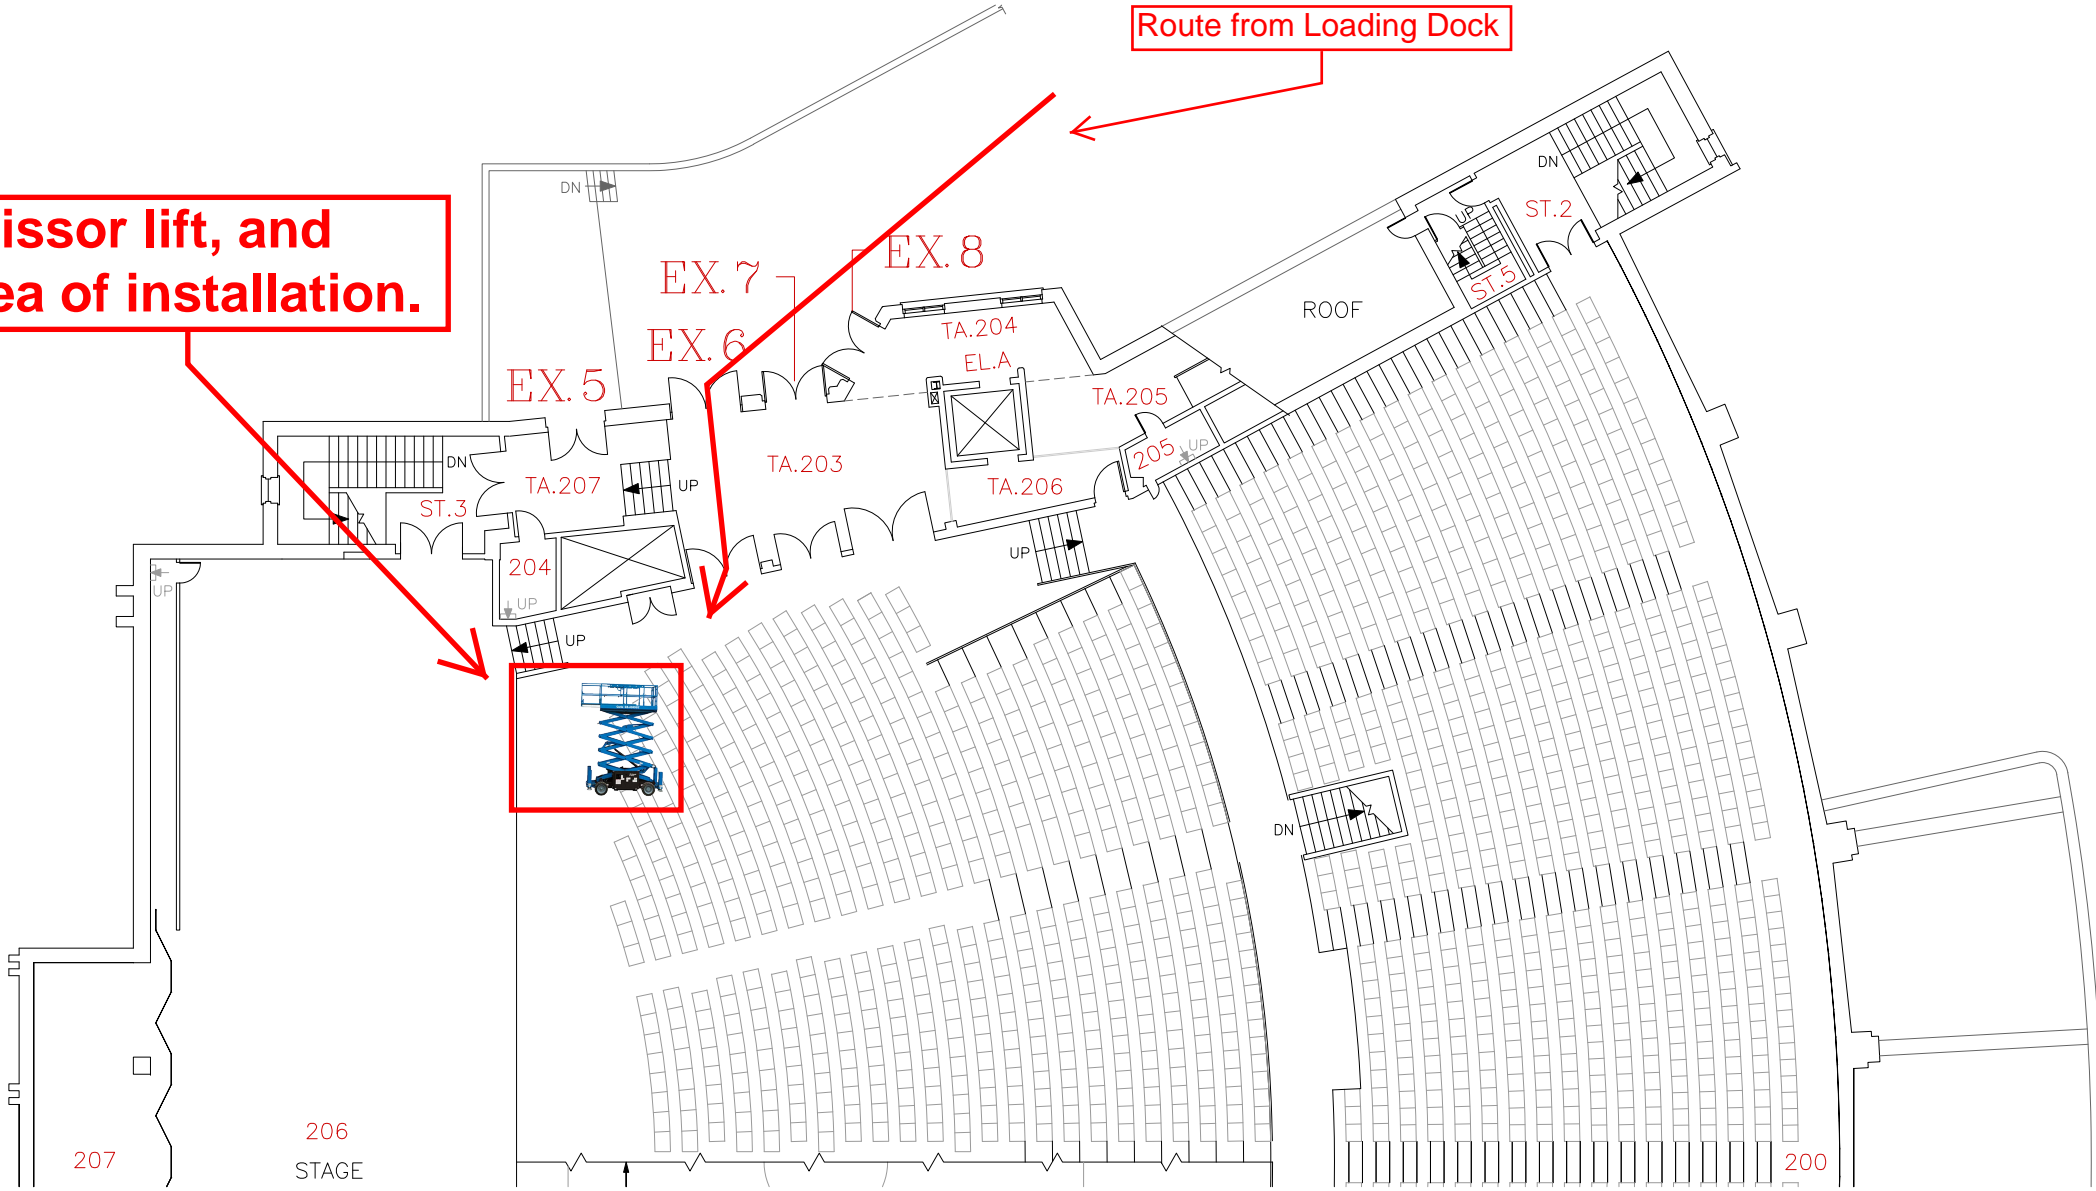 Route from Loading Dock
issor lift, and
ea of installation.
DN
DN
UP
ST.2
ST.5
EX.8
EX.7
EX.6
EX.5
ROOF
TA.204
EL.A
TA.205
205
UP
TA.203
TA.206
DN
TA.207
UP
ST.3
UP
204
UP
UP
UP
DN
206
STAGE
207
200